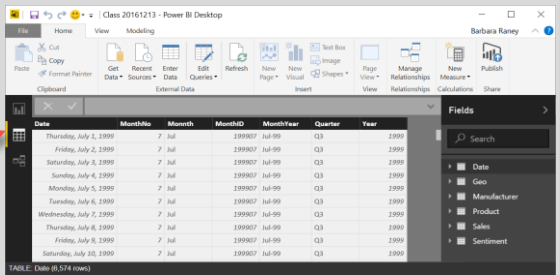 Class 20161213 - Power BI Desktop
File Home View Modeling Barbara Raney
Paste Cut Copy Format Painter
Get Data Recent Sources Enter Data Edit Queries Refresh New Page New Visual Text Box Image Shapes Page View Manage Relationships New Measure Publish
Clipboard External Data Insert View Relationships Calculations Share
Date MonthNo Monnth MonthID MonthYear Quarter Year
Thursday, July 1, 1999 7 Jul 199907 Jul-99 Q3 1999
Friday, July 2, 1999 7 Jul 199907 Jul-99 Q3 1999
Saturday, July 3, 1999 7 Jul 199907 Jul-99 Q3 1999
Sunday, July 4, 1999 7 Jul 199907 Jul-99 Q3 1999
Monday, July 5, 1999 7 Jul 199907 Jul-99 Q3 1999
Tuesday, July 6, 1999 7 Jul 199907 Jul-99 Q3 1999
Wednesday, July 7, 1999 7 Jul 199907 Jul-99 Q3 1999
Thursday, July 8, 1999 7 Jul 199907 Jul-99 Q3 1999
Friday, July 9, 1999 7 Jul 199907 Jul-99 Q3 1999
Saturday, July 10, 1999 7 Jul 199907 Jul-99 Q3 1999
Fields
Search
Date
Geo
Manufacturer
Product
Sales
Sentiment
TABLE: Date (6,574 rows)